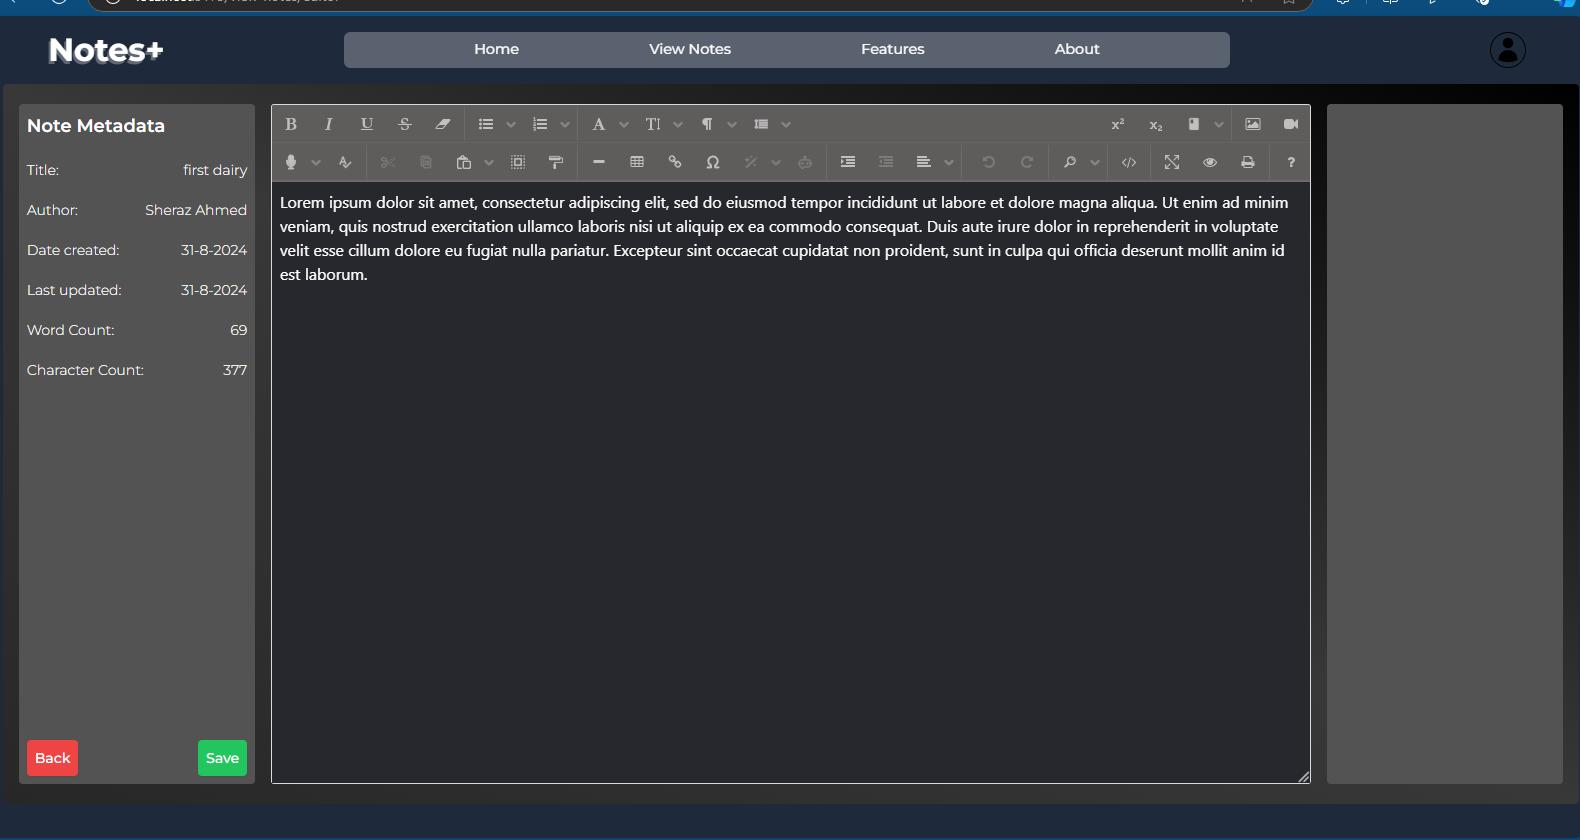 Notes+
Home View Notes Features About
Note Metadata
Title: first dairy
Author: Sheraz Ahmed
Date created: 31-8-2024
Last updated: 31-8-2024
Word Count: 69
Character Count: 377
Back Save
B I U S A TI ¶ x² x₂
Ω </> ?
Lorem ipsum dolor sit amet, consectetur adipiscing elit, sed do eiusmod tempor incididunt ut labore et dolore magna aliqua. Ut enim ad minim
veniam, quis nostrud exercitation ullamco laboris nisi ut aliquip ex ea commodo consequat. Duis aute irure dolor in reprehenderit in voluptate
velit esse cillum dolore eu fugiat nulla pariatur. Excepteur sint occaecat cupidatat non proident, sunt in culpa qui officia deserunt mollit anim id
est laborum.